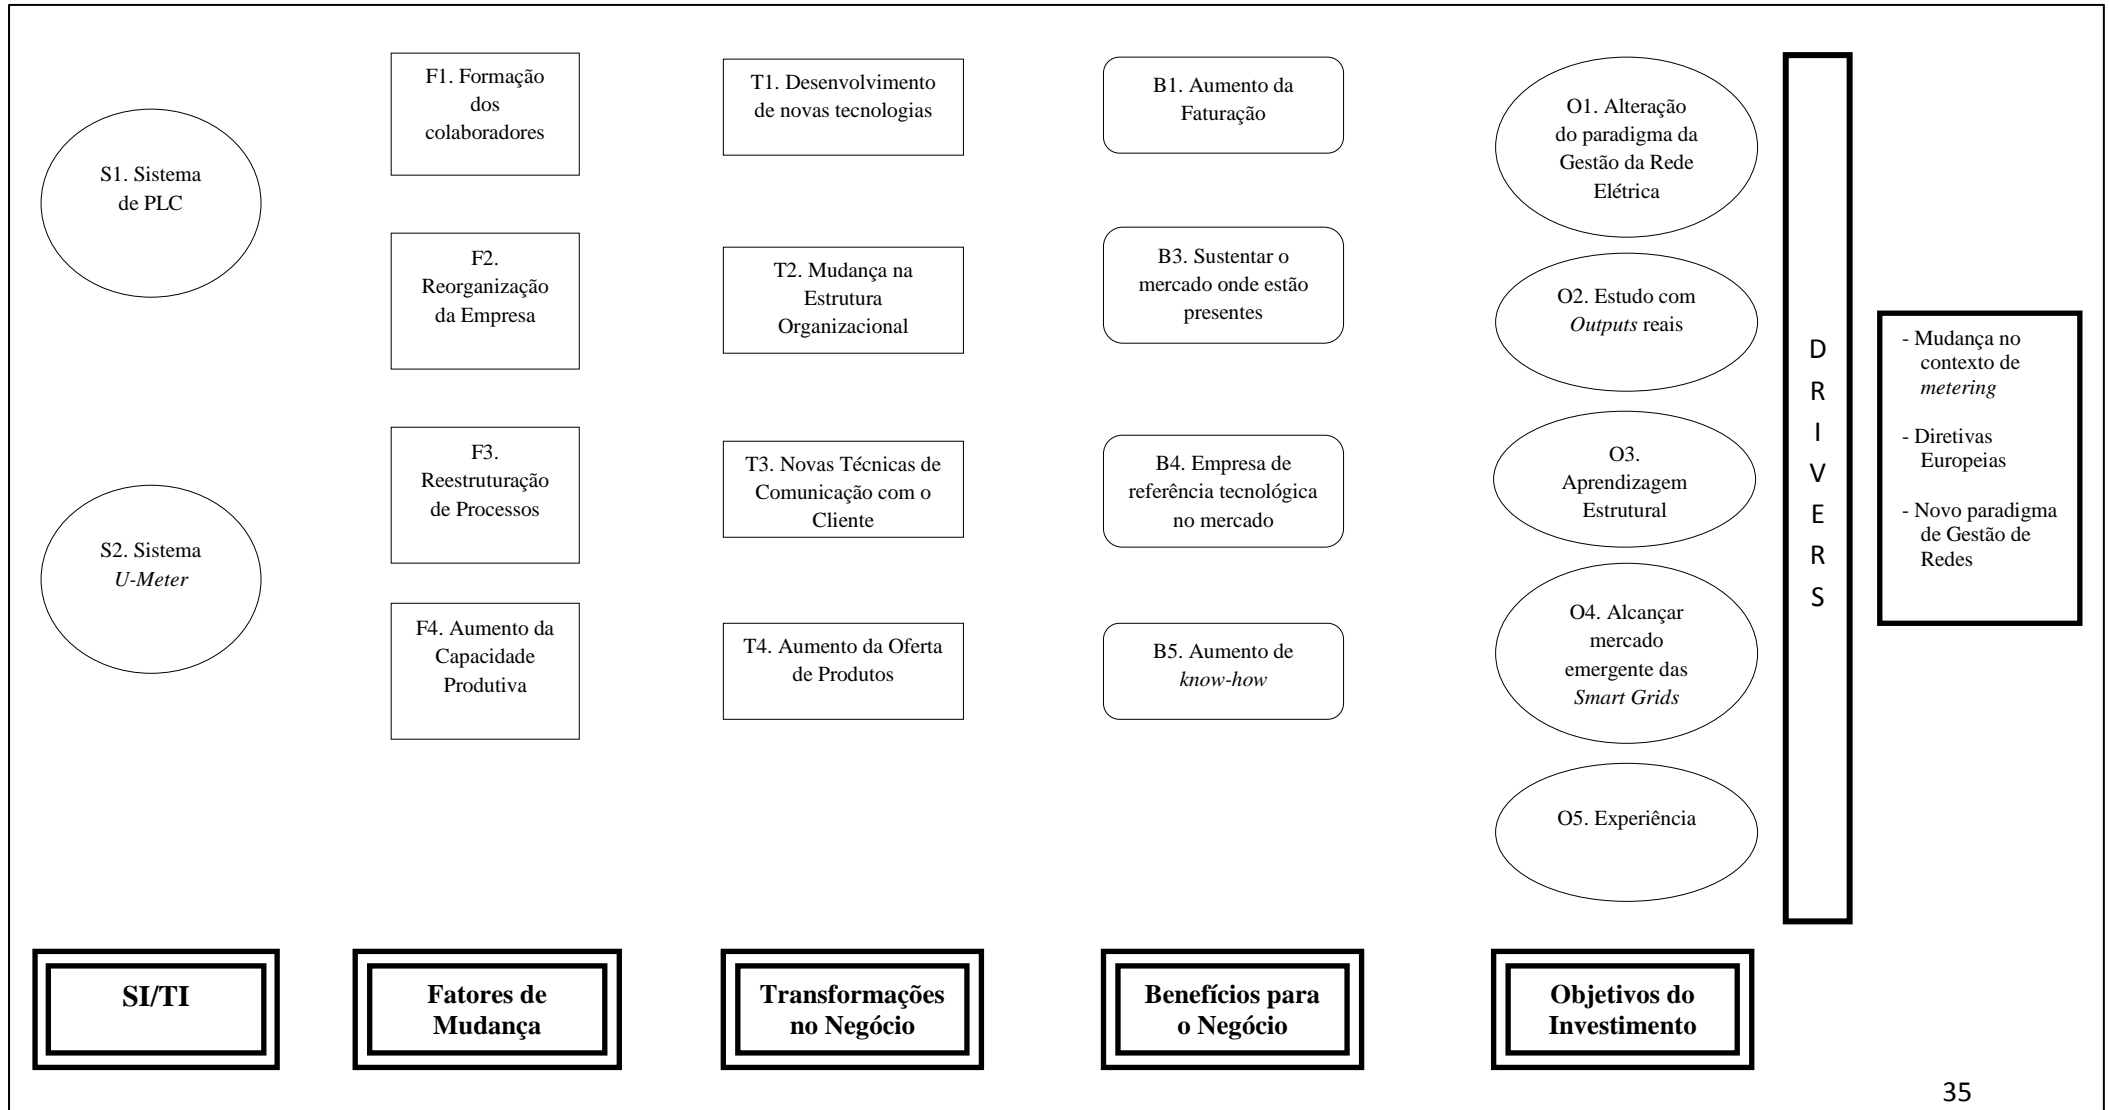 S1. Sistema
de PLC
S2. Sistema
U-Meter
SI/TI
F1. Formação
dos
colaboradores
F2.
Reorganização
da Empresa
F3.
Reestruturação
de Processos
F4. Aumento da
Capacidade
Produtiva
Fatores de
Mudança
T1. Desenvolvimento
de novas tecnologias
T2. Mudança na
Estrutura
Organizacional
T3. Novas Técnicas de
Comunicação com o
Cliente
T4. Aumento da Oferta
de Produtos
Transformações
no Negócio
B1. Aumento da
Faturação
B3. Sustentar o
mercado onde estão
presentes
B4. Empresa de
referência tecnológica
no mercado
B5. Aumento de
know-how
Benefícios para
o Negócio
O1. Alteração
do paradigma da
Gestão da Rede
Elétrica
O2. Estudo com
Outputs reais
O3.
Aprendizagem
Estrutural
O4. Alcançar
mercado
emergente das
Smart Grids
O5. Experiência
Objetivos do
Investimento
D
R
I
V
E
R
S
- Mudança no
contexto de
metering
- Diretivas
Europeias
- Novo paradigma
de Gestão de
Redes
35